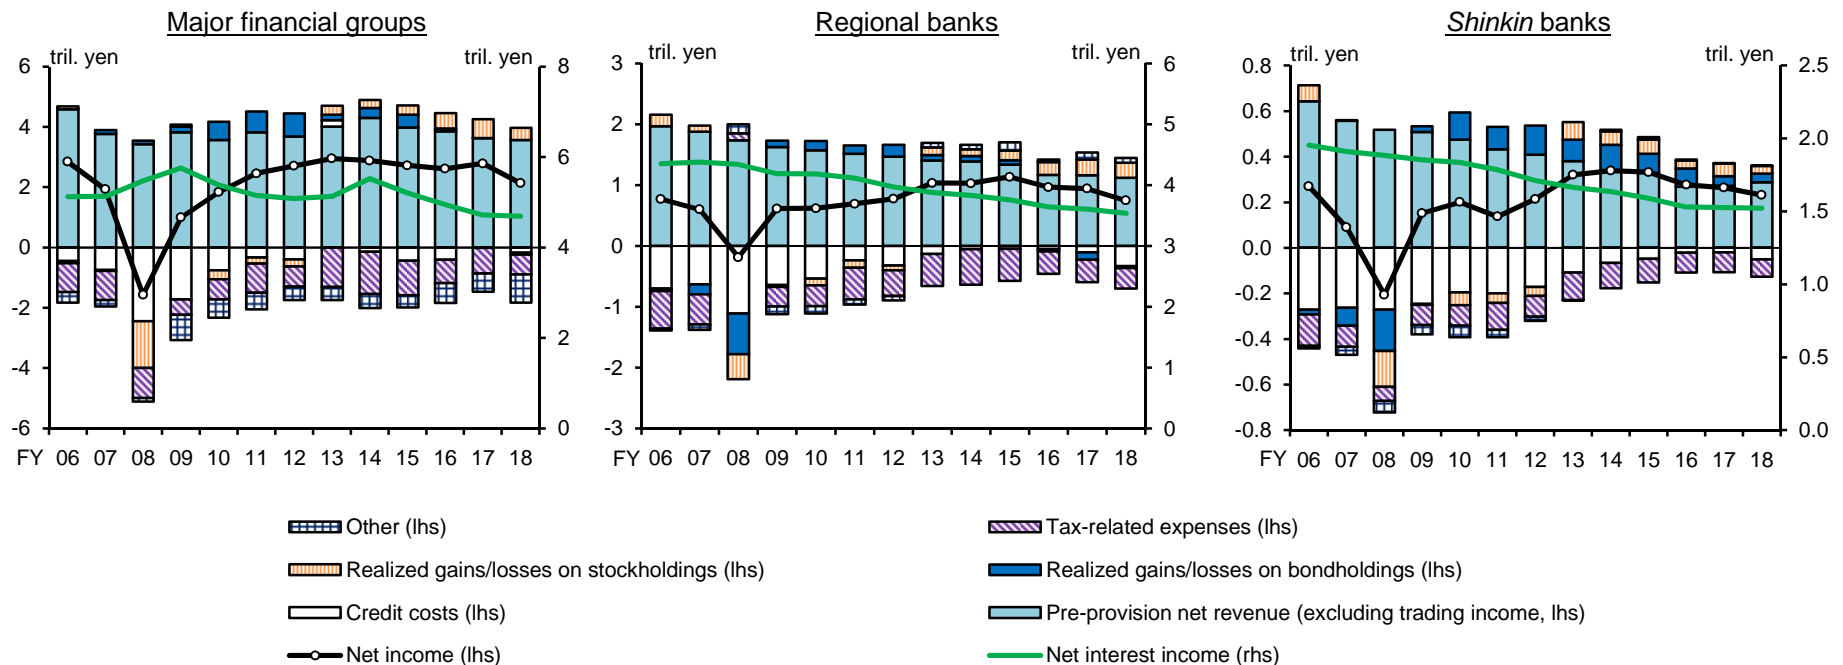 Major financial groups
tril. yen
6
4
2
0
-2
-4
-6
8
6
4
2
0
FY 06 07 08 09 10 11 12 13 14 15 16 17 18
Regional banks
tril. yen
tril. yen
3
2
1
0
-1
-2
-3
6
5
4
3
2
1
0
FY 06 07 08 09 10 11 12 13 14 15 16 17 18
Shinkin banks
tril. yen
tril. yen
0.8
0.6
0.4
0.2
0.0
-0.2
-0.4
-0.6
-0.8
2.5
2.0
1.5
1.0
0.5
0.0
FY 06 07 08 09 10 11 12 13 14 15 16 17 18
tril. yen
Other (lhs)
Tax-related expenses (lhs)
Realized gains/losses on stockholdings (lhs)
Realized gains/losses on bondholdings (lhs)
Credit costs (lhs)
Pre-provision net revenue (excluding trading income, lhs)
Net income (lhs)
Net interest income (rhs)